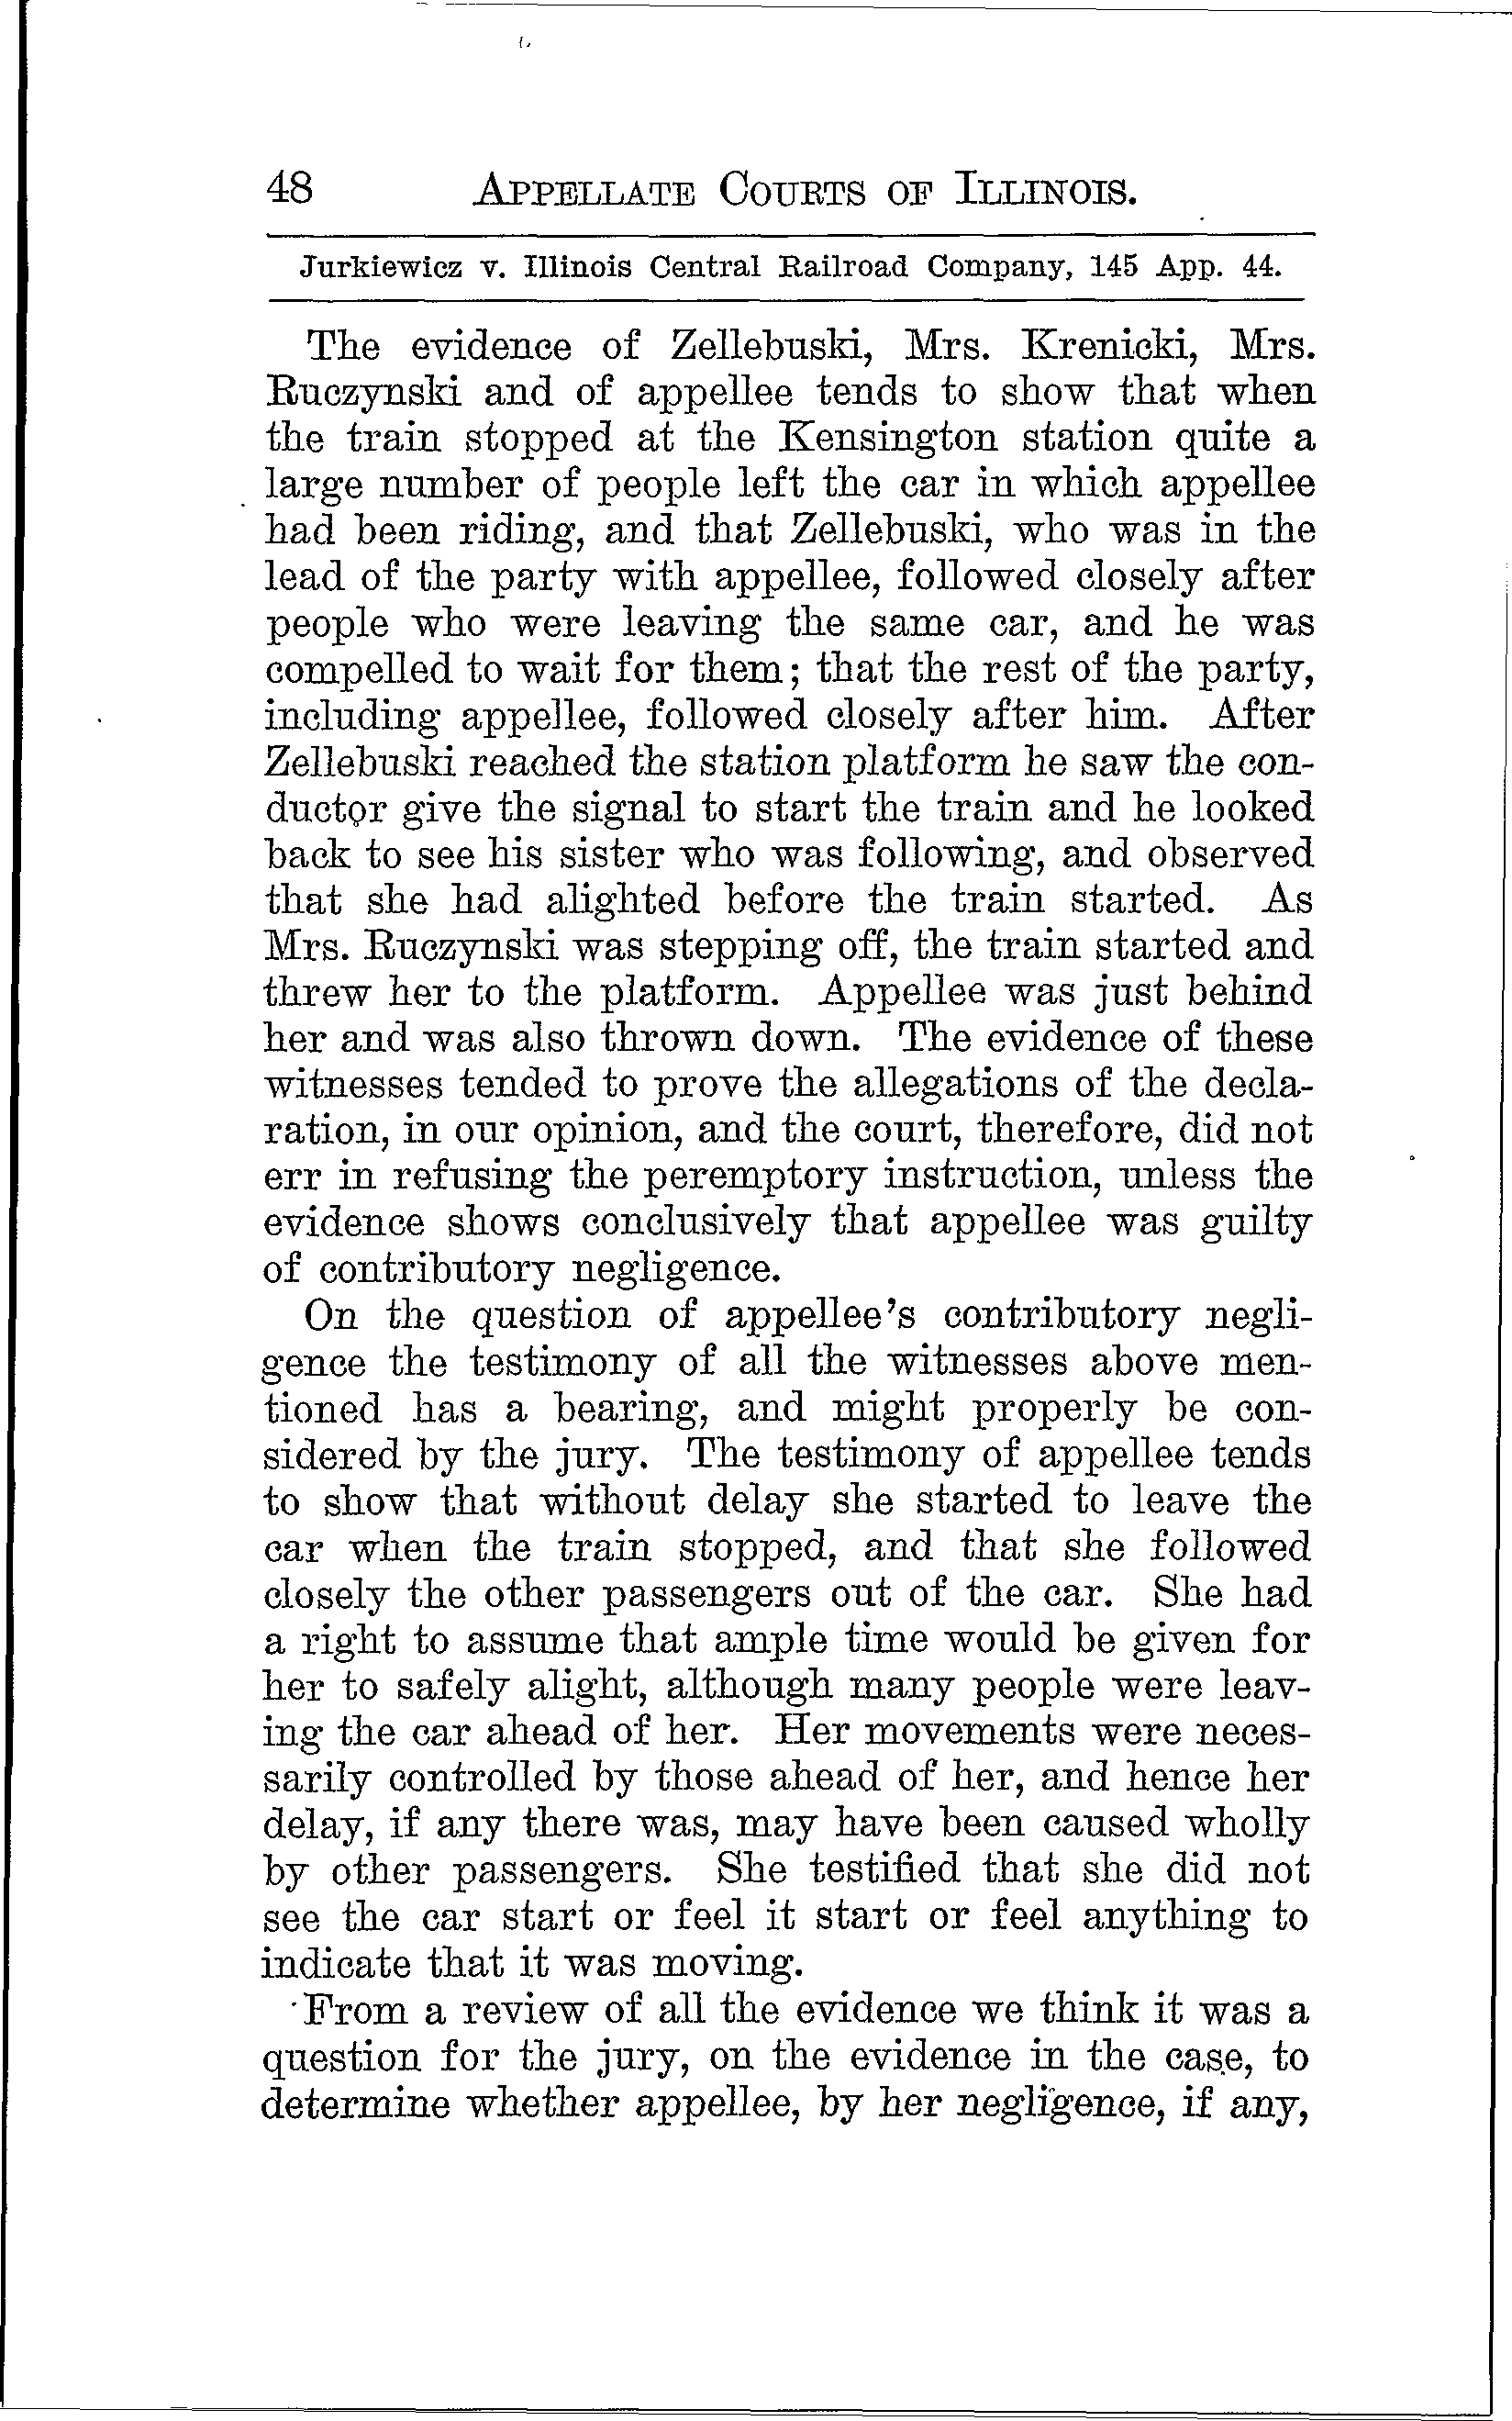 48 APPELLATE COURTS OF ILLINOIS.
Jurkiewicz v. Illinois Central Railroad Company, 145 App. 44.
The evidence of Zellebuski, Mrs. Krenicki, Mrs.
Ruczynski and of appellee tends to show that when
the train stopped at the Kensington station quite a
large number of people left the car in which appellee
had been riding, and that Zellebuski, who was in the
lead of the party with appellee, followed closely after
people who were leaving the same car, and he was
compelled to wait for them; that the rest of the party,
including appellee, followed closely after him. After
Zellebuski reached the station platform he saw the con-
ductor give the signal to start the train and he looked
back to see his sister who was following, and observed
that she had alighted before the train started. As
Mrs. Ruczynski was stepping off, the train started and
threw her to the platform. Appellee was just behind
her and was also thrown down. The evidence of these
witnesses tended to prove the allegations of the decla-
ration, in our opinion, and the court, therefore, did not
err in refusing the peremptory instruction, unless the
evidence shows conclusively that appellee was guilty
of contributory negligence.
On the question of appellee's contributory negli-
gence the testimony of all the witnesses above men-
tioned has a bearing, and might properly be con-
sidered by the jury. The testimony of appellee tends
to show that without delay she started to leave the
car when the train stopped, and that she followed
closely the other passengers out of the car. She had
a right to assume that ample time would be given for
her to safely alight, although many people were leav-
ing the car ahead of her. Her movements were neces-
sarily controlled by those ahead of her, and hence her
delay, if any there was, may have been caused wholly
by other passengers. She testified that she did not
see the car start or feel it start or feel anything to
indicate that it was moving.
From a review of all the evidence we think it was a
question for the jury, on the evidence in the case, to
determine whether appellee, by her negligence, if any,